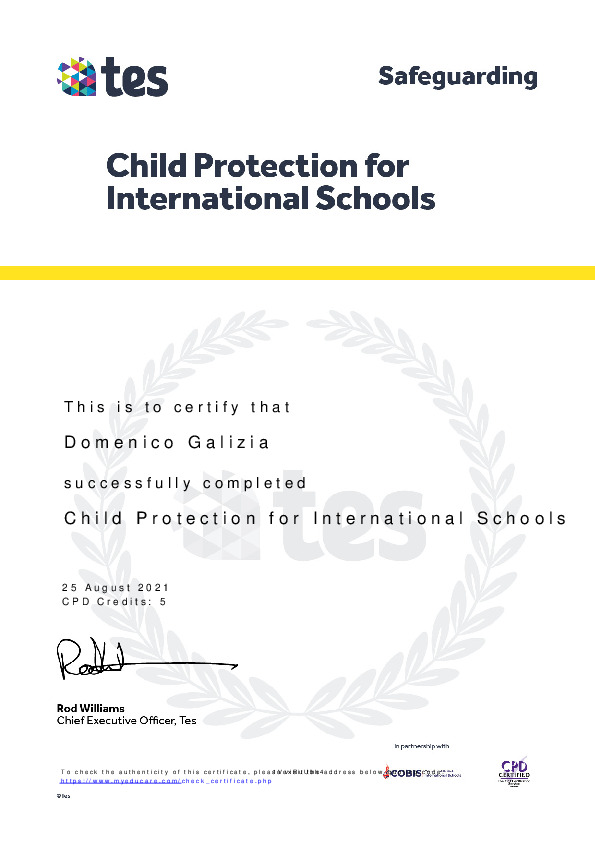 tes
Safeguarding
Child Protection for
International Schools
This is to certify that
Domenico Galizia
successfully completed
tes
Child Protection for International Schools
25 August 2021
CPD Credits: 5
Rod Williams
Chief Executive Officer, Tes
In partnership with
To check the authenticity of this certificate, please visit the address below
COBIS
International Schools
CPD
CERTIFIED
https://www.myeducare.com/check_certificate.php
©Tes